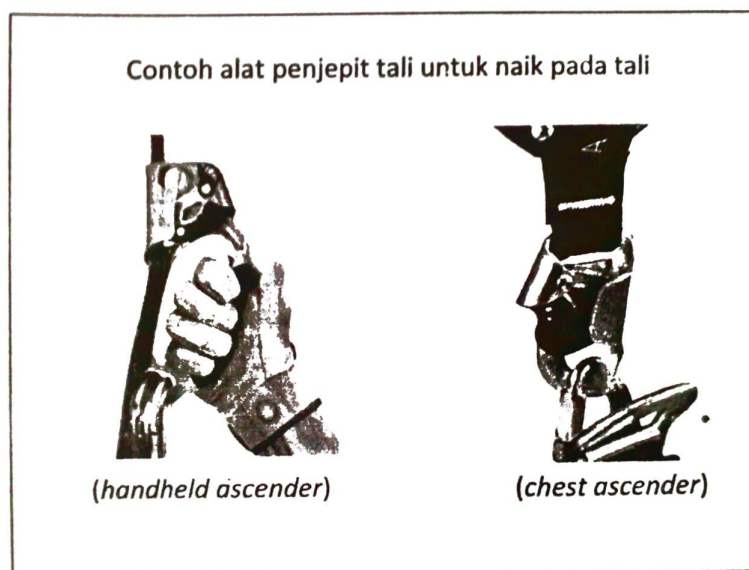 Contoh alat penjepit tali untuk naik pada tali
(handheld ascender)
(chest ascender)